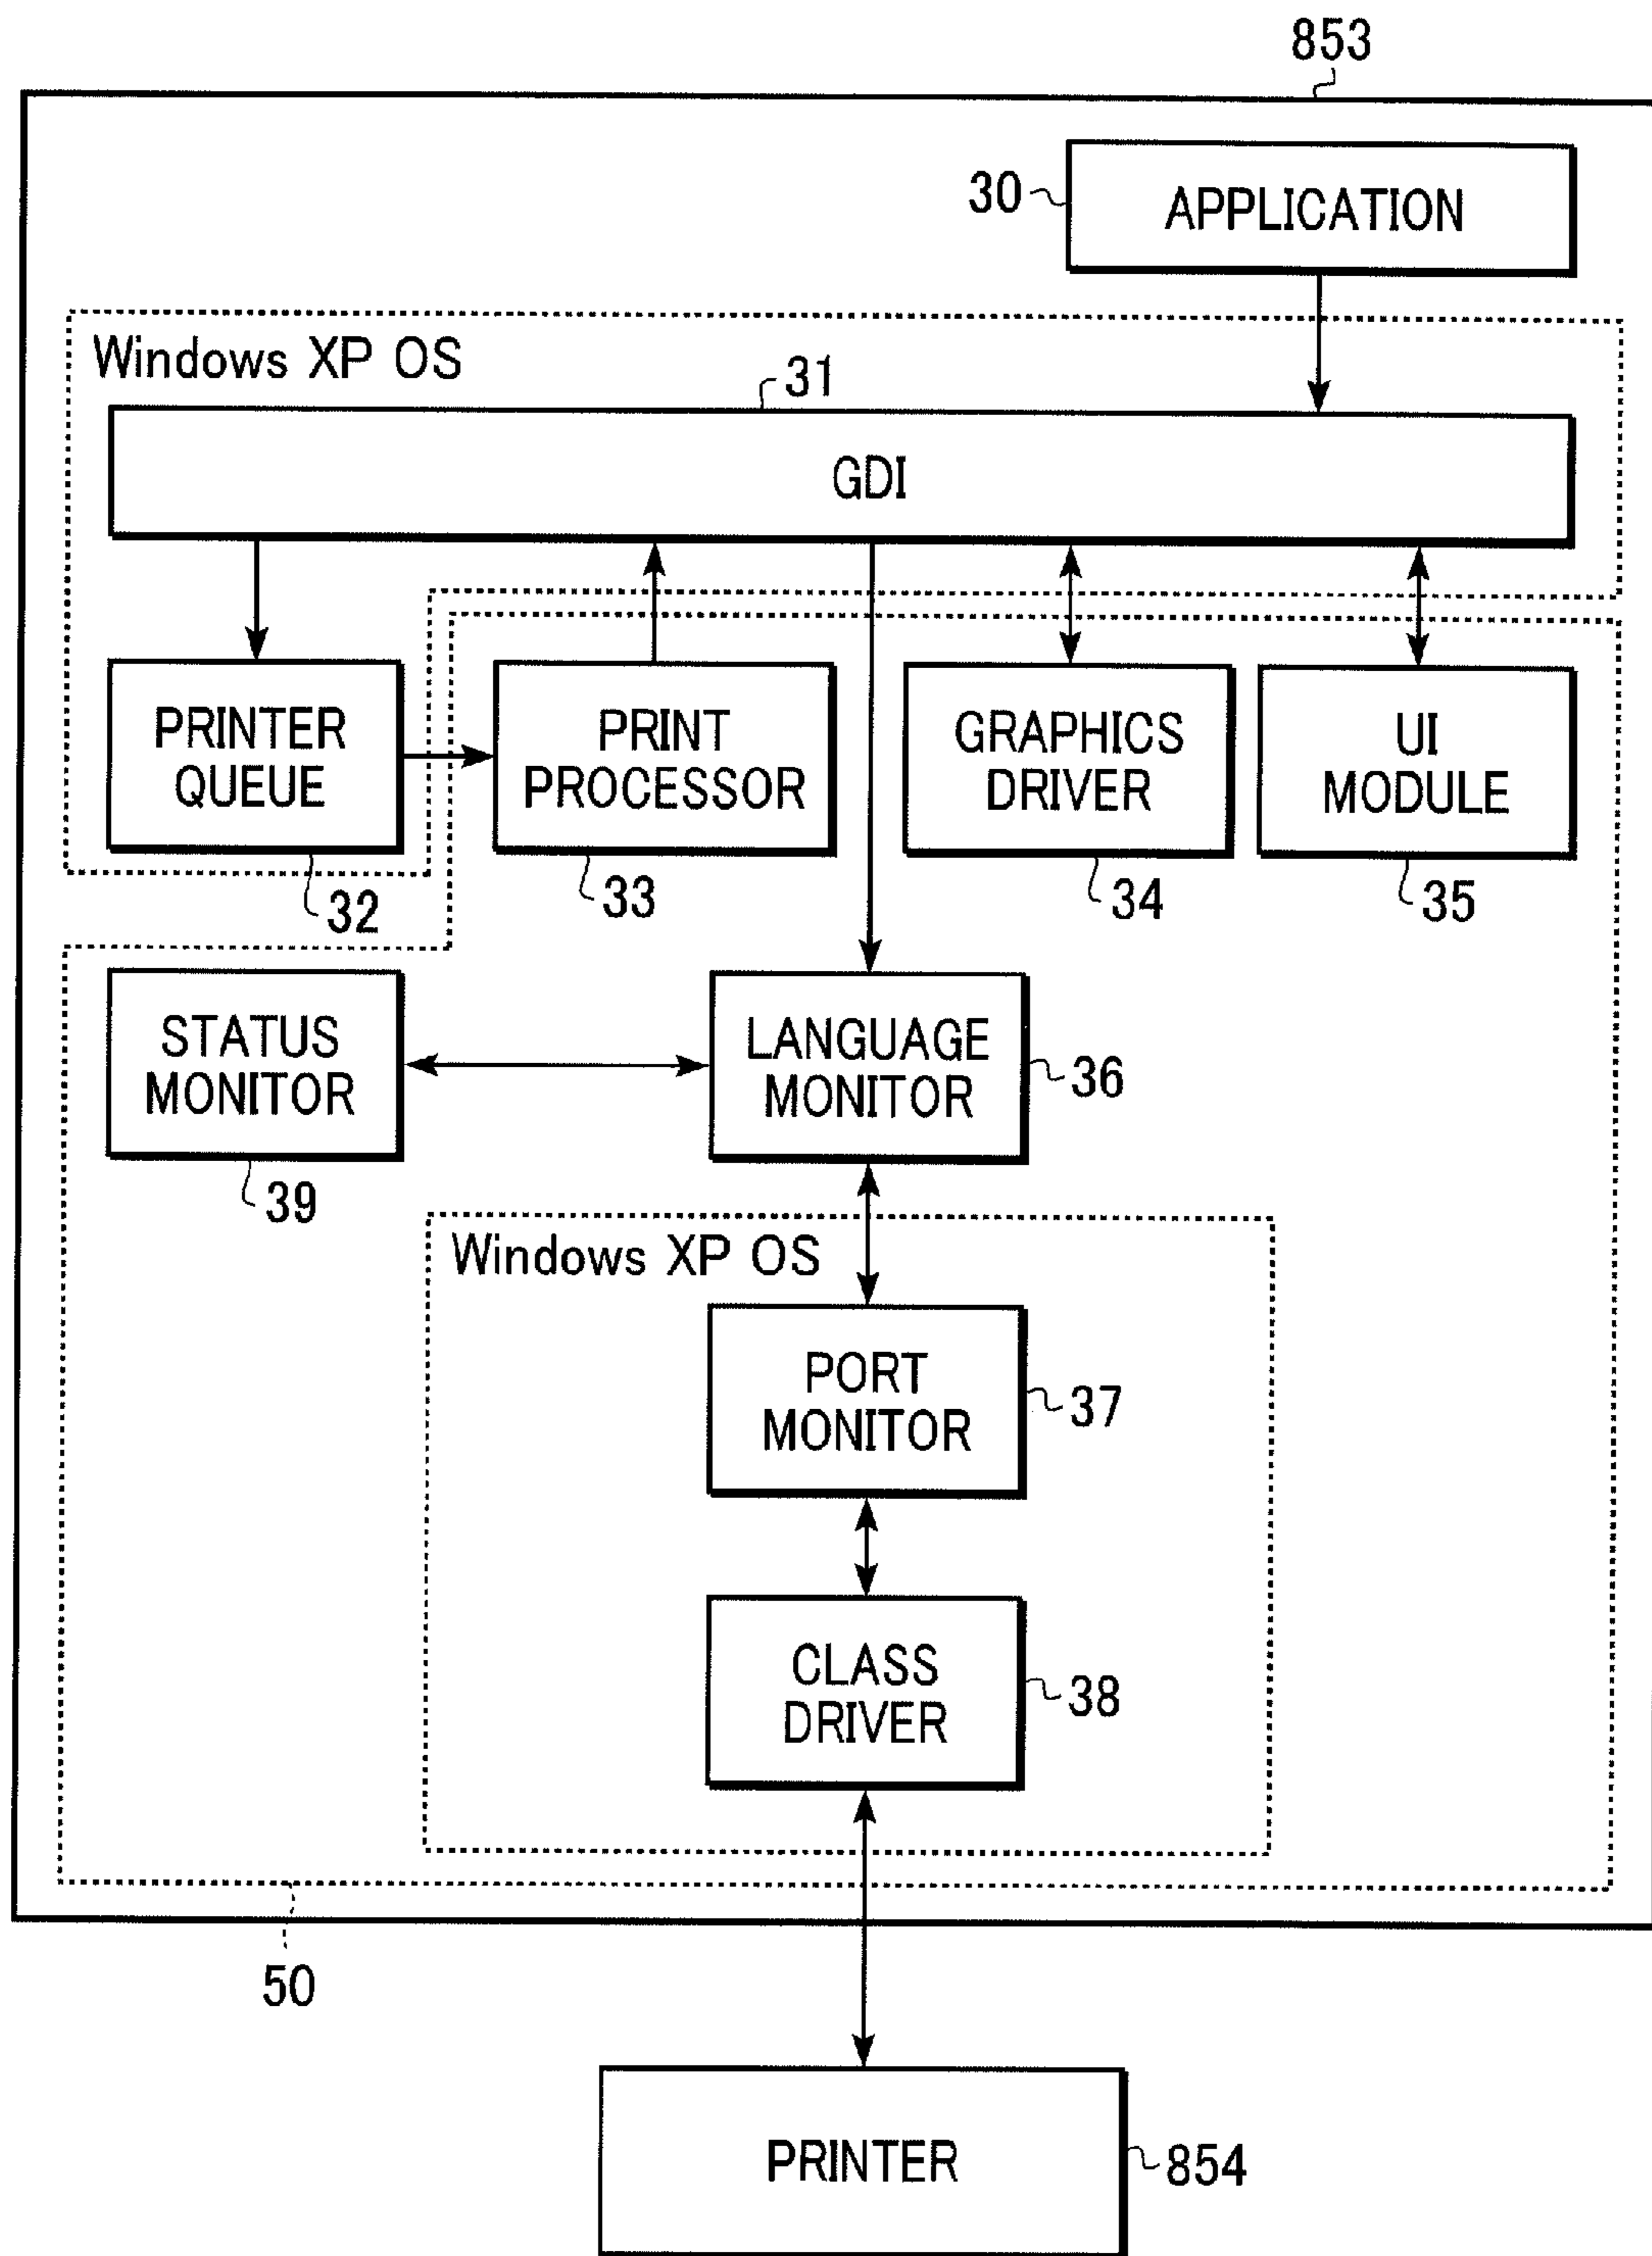 853
30
APPLICATION
Windows XP OS
31
GDI
PRINTER
QUEUE
32
PRINT
PROCESSOR
33
GRAPHICS
DRIVER
34
UI
MODULE
35
STATUS
MONITOR
39
LANGUAGE
MONITOR
36
Windows XP OS
PORT
MONITOR
37
CLASS
DRIVER
38
50
PRINTER
854